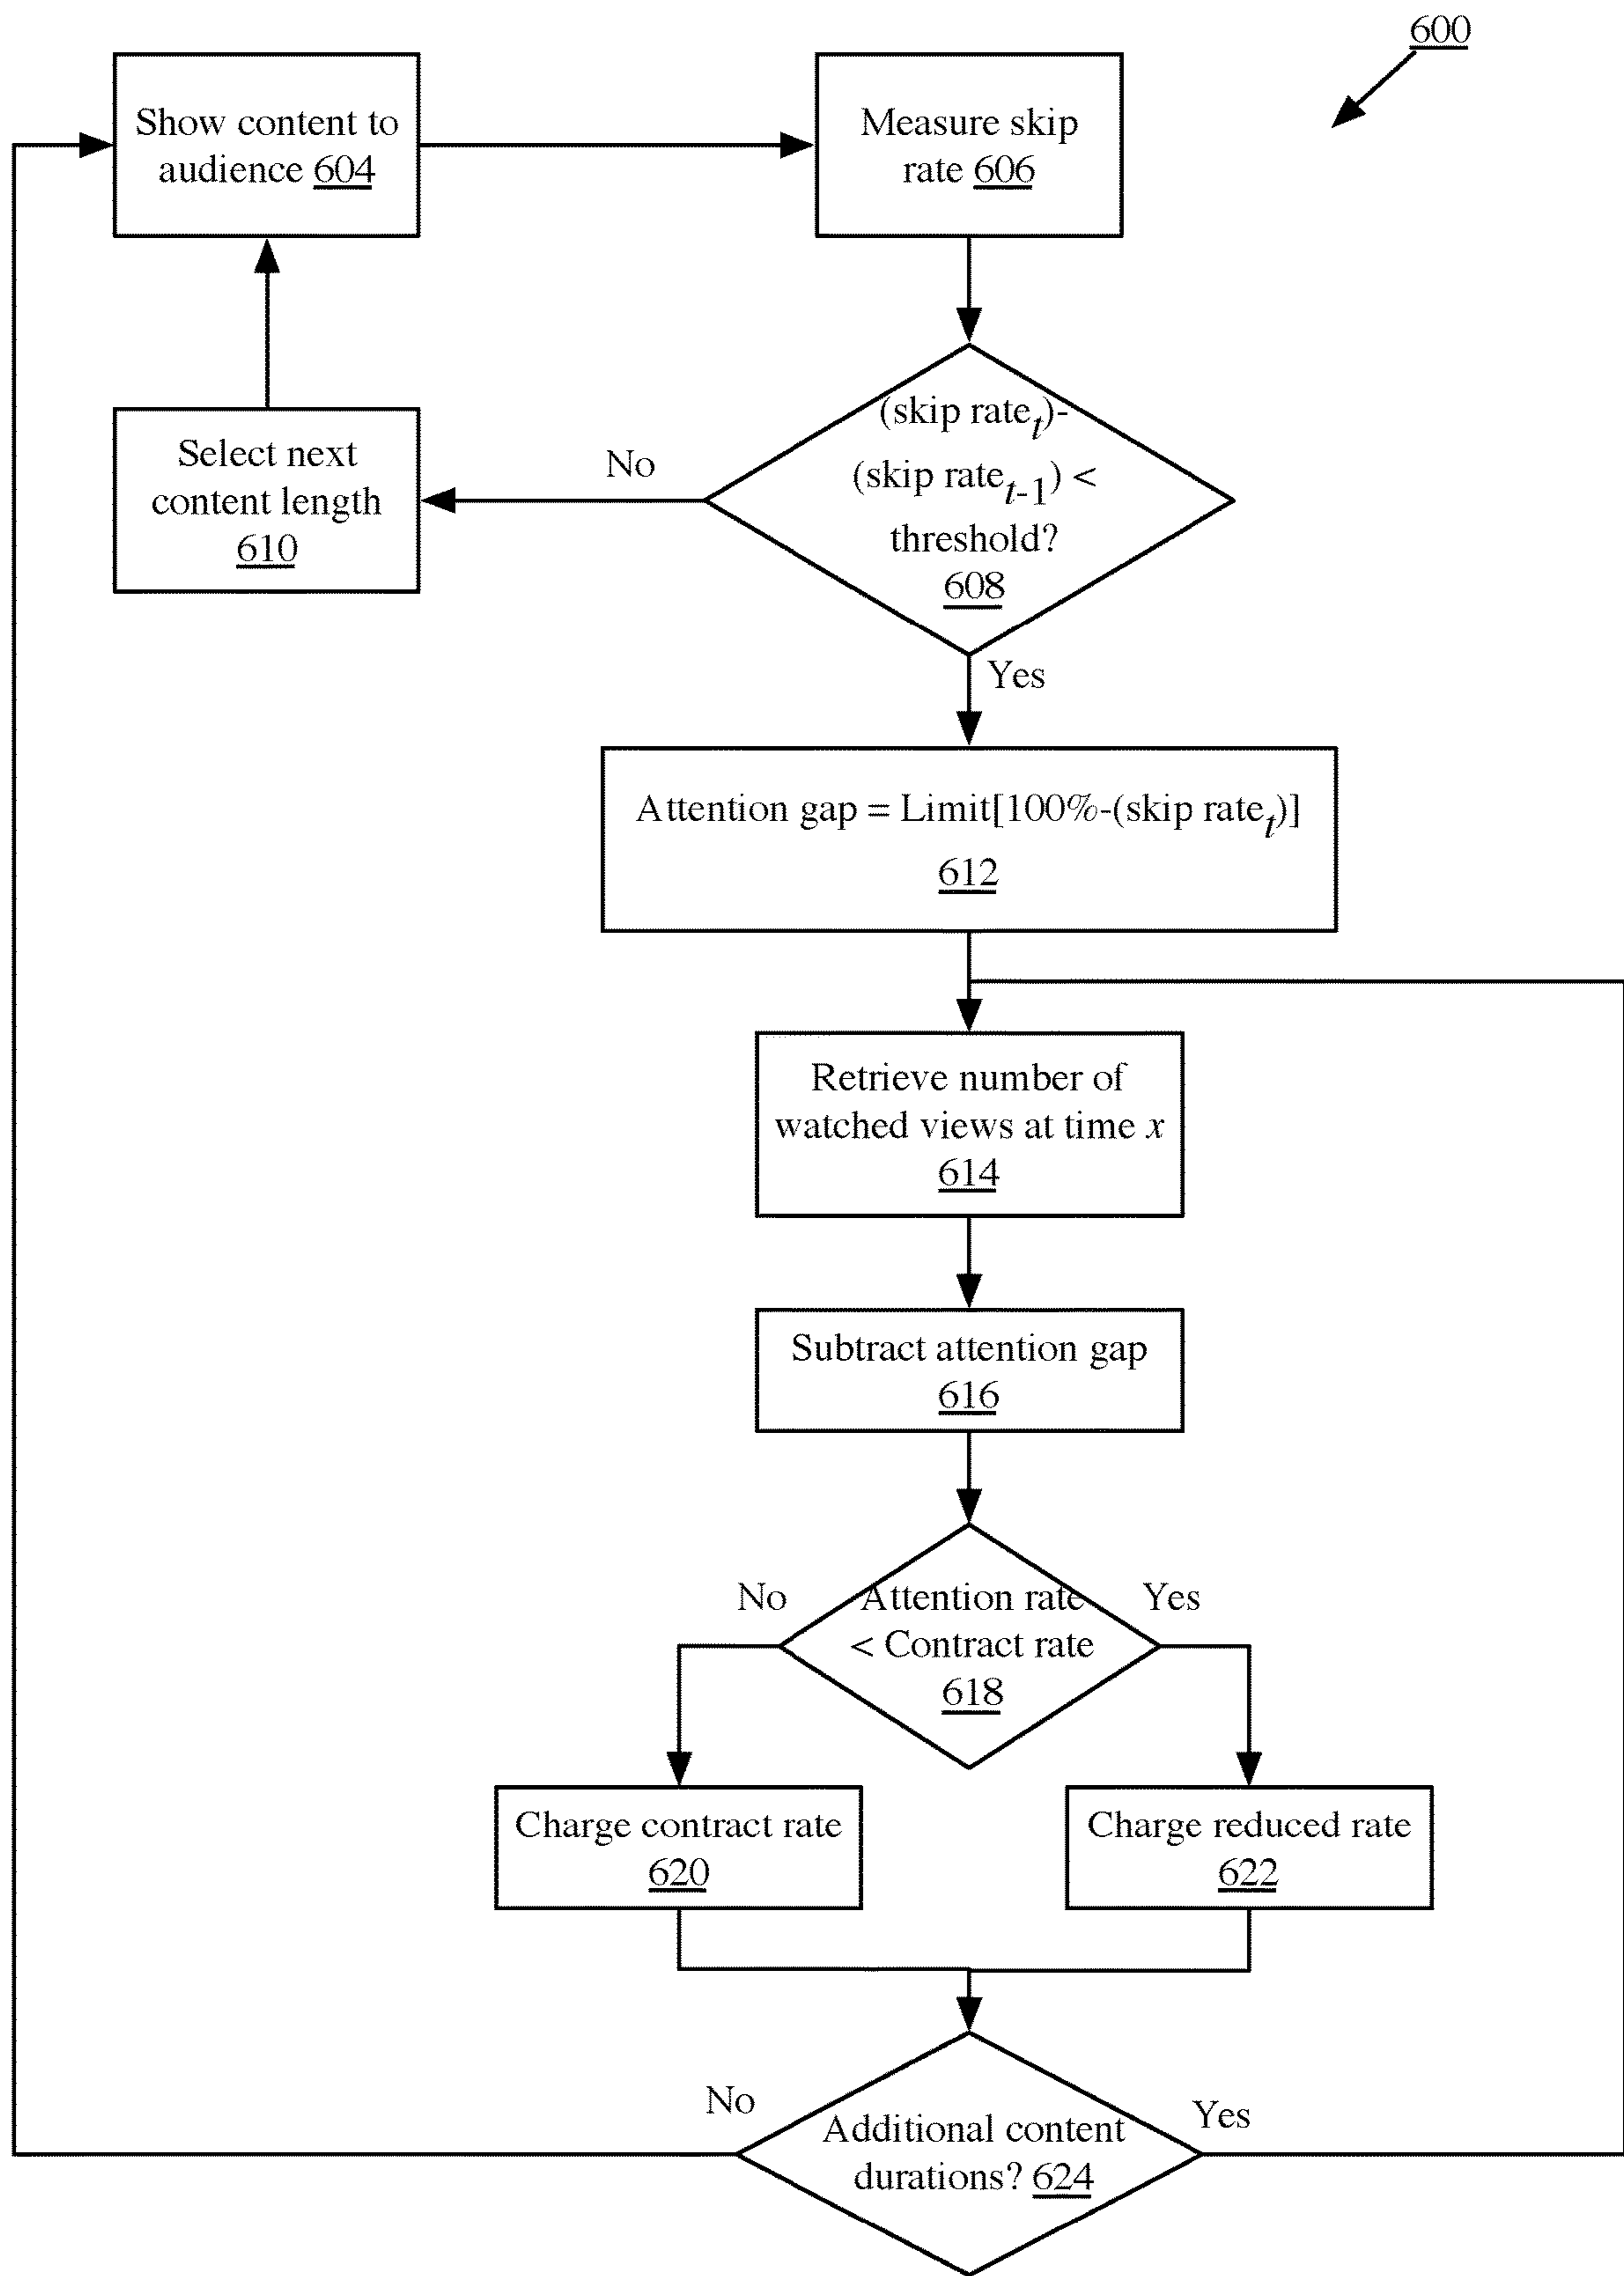 600
Show content to
audience 604
Measure skip
rate 606
(skip rateₜ)-
(skip rateₜ₋₁) <
threshold?
608
No
Select next
content length
610
Yes
Attention gap = Limit[100%-(skip rateₜ)]
612
Retrieve number of
watched views at time x
614
Subtract attention gap
616
No
Attention rate
< Contract rate
618
Yes
Charge contract rate
620
Charge reduced rate
622
No
Additional content
durations? 624
Yes